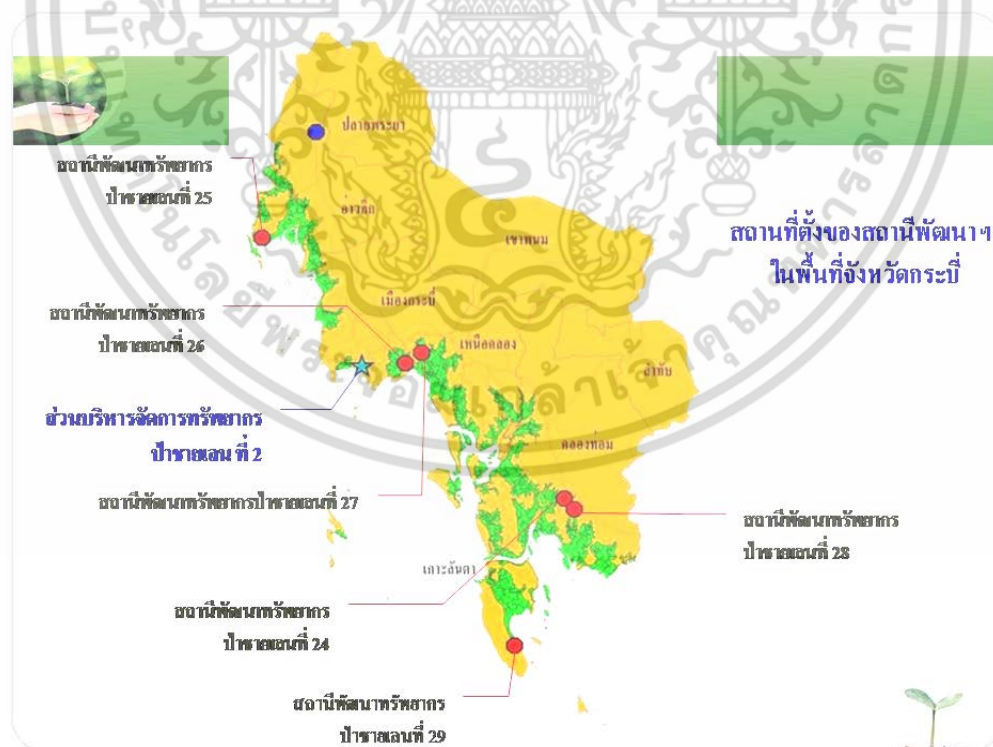 สถานที่ตั้งของสถานีพัฒนาฯ
ในพื้นที่จังหวัดกระบี่
ปลายพระยา
สถานีพัฒนาทรัพยากร
ป่าชายเลนที่ 25
อ่าวลึก
เขาพนม
เมืองกระบี่
สถานีพัฒนาทรัพยากร
ป่าชายเลนที่ 26
เหนือคลอง
ลำทับ
ส่วนบริหารจัดการทรัพยากร
ป่าชายเลน ที่ 2
คลองท่อม
สถานีพัฒนาทรัพยากรป่าชายเลนที่ 27
สถานีพัฒนาทรัพยากร
ป่าชายเลนที่ 28
เกาะลันตา
สถานีพัฒนาทรัพยากร
ป่าชายเลนที่ 24
สถานีพัฒนาทรัพยากร
ป่าชายเลนที่ 29